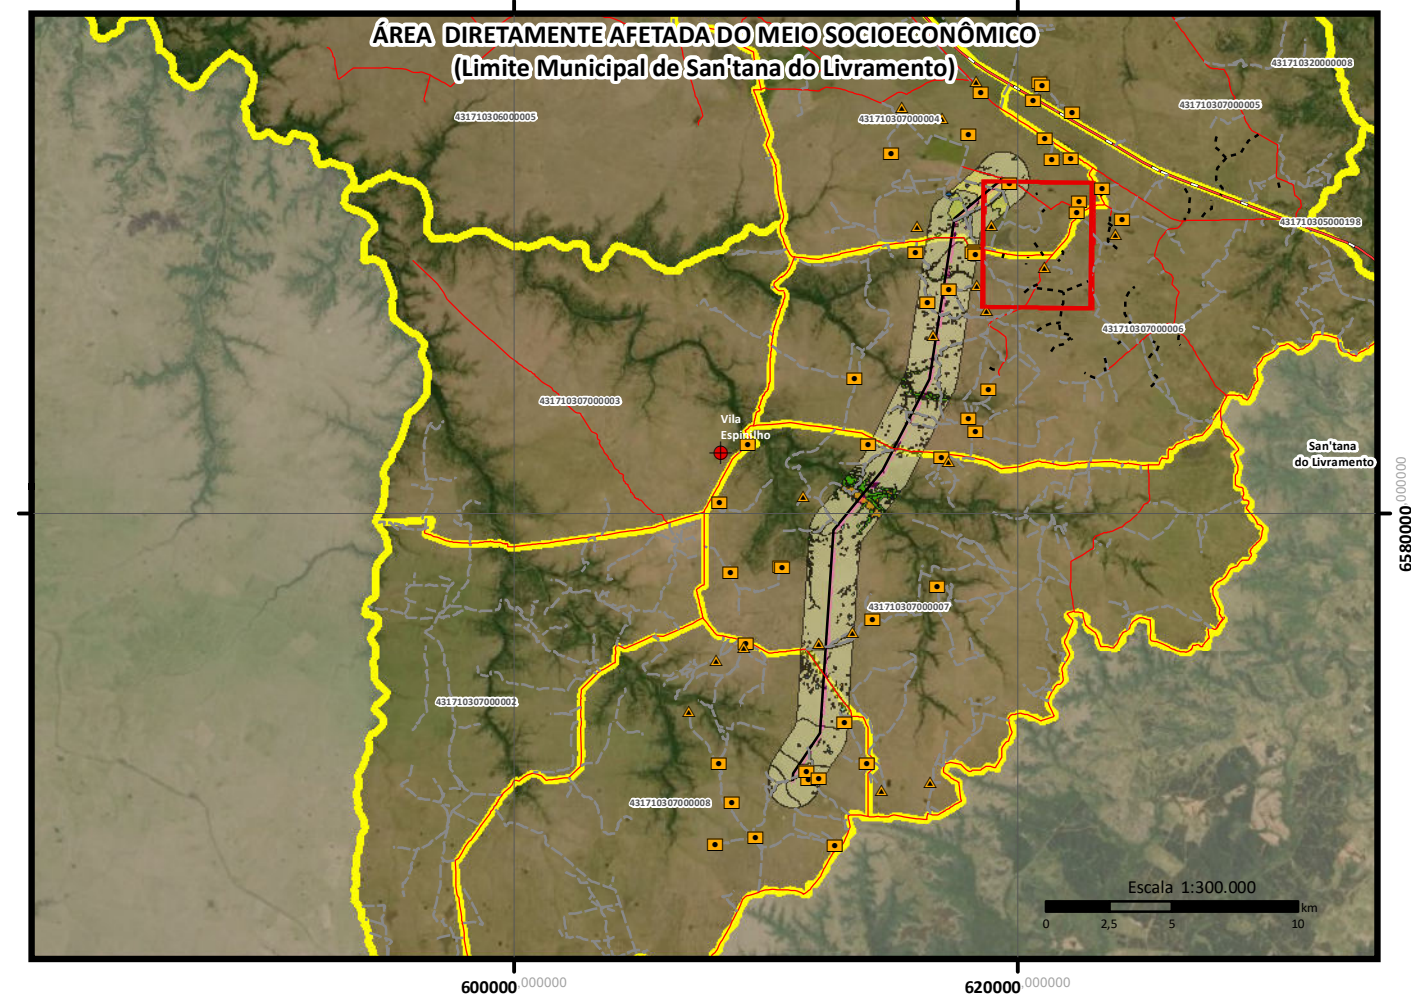 ÁREA DIRETAMENTE AFETADA DO MEIO SOCIOECONÔMICO
(Limite Municipal de San'tana do Livramento)
431710320000008
431710307000005
431710306000005
431710307000004
431710305000198
431710307000006
431710307000003
Vila
Espinilho
San'tana
do Livramento
6580000,000000
431710307000007
431710307000002
431710307000008
Escala 1:300.000
km
0 2,5 5 10
600000,000000
620000,000000